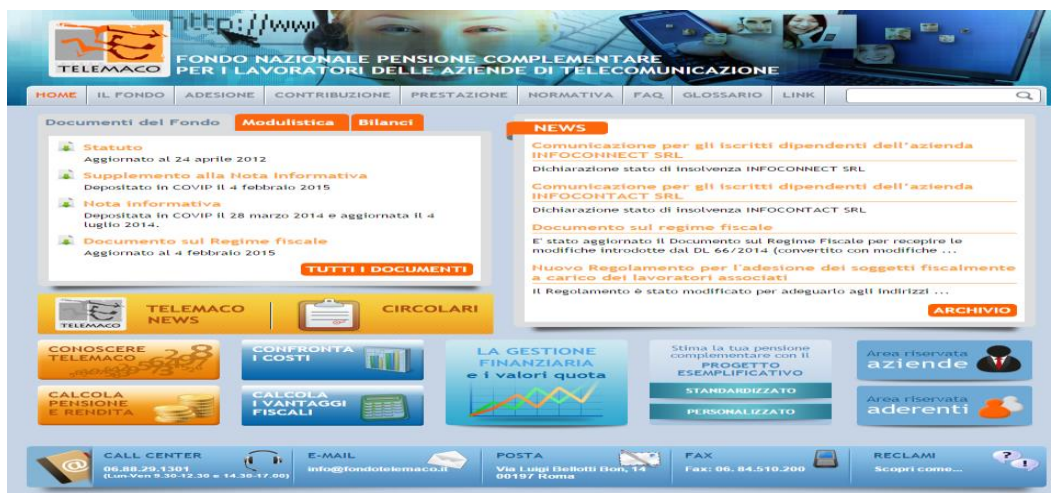 http://www
TELEMACO
FONDO NAZIONALE PENSIONE COMPLEMENTARE
PER I LAVORATORI DELLE AZIENDE DI TELECOMUNICAZIONE
HOME IL FONDO ADESIONE CONTRIBUZIONE PRESTAZIONE NORMATIVA FAQ GLOSSARIO LINK
Documenti del Fondo Modulistica Bilanci
Statuto
Aggiornato al 24 aprile 2012
Supplemento alla Nota Informativa
Depositato in COVIP il 4 febbraio 2015
Nota informativa
Depositata in COVIP il 28 marzo 2014 e aggiornata il 4
luglio 2014.
Documento sul Regime fiscale
Aggiornato al 4 febbraio 2015
TUTTI I DOCUMENTI
NEWS
Comunicazione per gli iscritti dipendenti dell'azienda
INFOCONNECT SRL
Dichiarazione stato di insolvenza INFOCONNECT SRL
Comunicazione per gli iscritti dipendenti dell'azienda
INFOCONTACT SRL
Dichiarazione stato di insolvenza INFOCONTACT SRL
Documento sul regime fiscale
E' stato aggiornato il Documento sul Regime Fiscale per recepire le
modifiche introdotte dal DL 66/2014 (convertito con modifiche ...
Nuovo Regolamento per l'adesione dei soggetti fiscalmente
a carico dei lavoratori associati
Il Regolamento è stato modificato per adeguarlo agli indirizzi ...
ARCHIVIO
TELEMACO
TELEMACO
NEWS
CIRCOLARI
CONOSCERE
TELEMACO
CONFRONTA
I COSTI
LA GESTIONE
FINANZIARIA
e i valori quota
Stima la tua pensione
complementare con il
PROGETTO
ESEMPLIFICATIVO
STANDARDIZZATO
PERSONALIZZATO
Area riservata
aziende
CALCOLA
PENSIONE
E RENDITA
CALCOLA
I VANTAGGI
FISCALI
Area riservata
aderenti
CALL CENTER
06.88.29.1301
(Lun-Ven 9.30-12.30 e 14.30-17.00)
E-MAIL
info@fondotelemaco.it
POSTA
Via Luigi Bellotti Bon, 14
00197 Roma
FAX
Fax: 06. 84.510.200
RECLAMI
Scopri come...